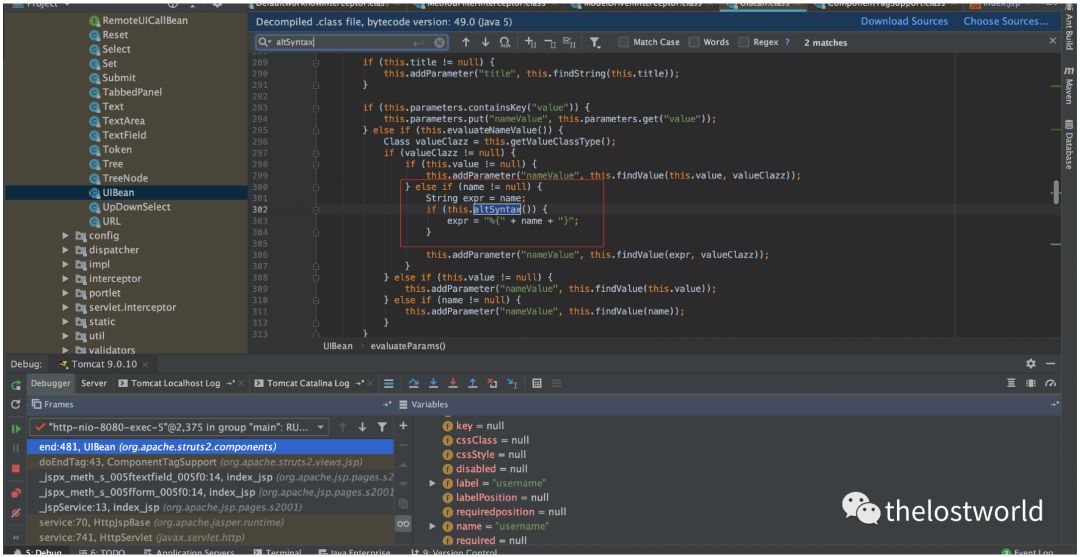 Project
DefaultWorkflowInterceptor.class
MethodFilterInterceptor.class
ModelDrivenInterceptor.class
UIBean.class
ComponentTagSupport.class
index.jsp
Decompiled .class file, bytecode version: 49.0 (Java 5)
Download Sources
Choose Sources...
altSyntax
Match Case
Words
Regex
?
2 matches
RemoteUICallBean
Reset
Select
Set
Submit
TabbedPanel
Text
TextArea
TextField
Token
Tree
TreeNode
UIBean
UpDownSelect
URL
config
dispatcher
impl
interceptor
portlet
servlet.interceptor
static
util
validators
289 if (this.title != null) {
290 this.addParameter("title", this.findString(this.title));
291 }
292
293 if (this.parameters.containsKey("value")) {
294 this.parameters.put("nameValue", this.parameters.get("value"));
295 } else if (this.evaluateNameValue()) {
296 Class valueClazz = this.getValueClassType();
297 if (valueClazz != null) {
298 if (this.value != null) {
299 this.addParameter("nameValue", this.findValue(this.value, valueClazz));
300 } else if (name != null) {
301 String expr = name;
302 if (this.altSyntax()) {
303 expr = "%{" + name + "}";
304 }
305
306 this.addParameter("nameValue", this.findValue(expr, valueClazz));
307 }
308 } else if (this.value != null) {
309 this.addParameter("nameValue", this.findValue(this.value));
310 } else if (name != null) {
311 this.addParameter("nameValue", this.findValue(name));
312 }
313 }
UIBean › evaluateParams()
Ant Build
Maven
Database
Debug: Tomcat 9.0.10
Debugger
Server
Tomcat Localhost Log
Tomcat Catalina Log
Frames
Variables
"http-nio-8080-exec-5"@2,375 in group "main": RU...
end:481, UIBean (org.apache.struts2.components)
doEndTag:43, ComponentTagSupport (org.apache.struts2.views.jsp)
_jspx_meth_s_005ftextfield_005f0:14, index_jsp (org.apache.jsp.pages.s2
_jspx_meth_s_005fform_005f0:14, index_jsp (org.apache.jsp.pages.s2001
_jspService:13, index_jsp (org.apache.jsp.pages.s2001)
service:70, HttpJspBase (org.apache.jasper.runtime)
service:741, HttpServlet (javax.servlet.http)
key = null
cssClass = null
cssStyle = null
disabled = null
label = "username"
labelPosition = null
requiredposition = null
name = "username"
required = null
thelostworld
5: Debug
6: TODO
Application Servers
Terminal
Java Enterprise
9: Version Control
1 Event Log